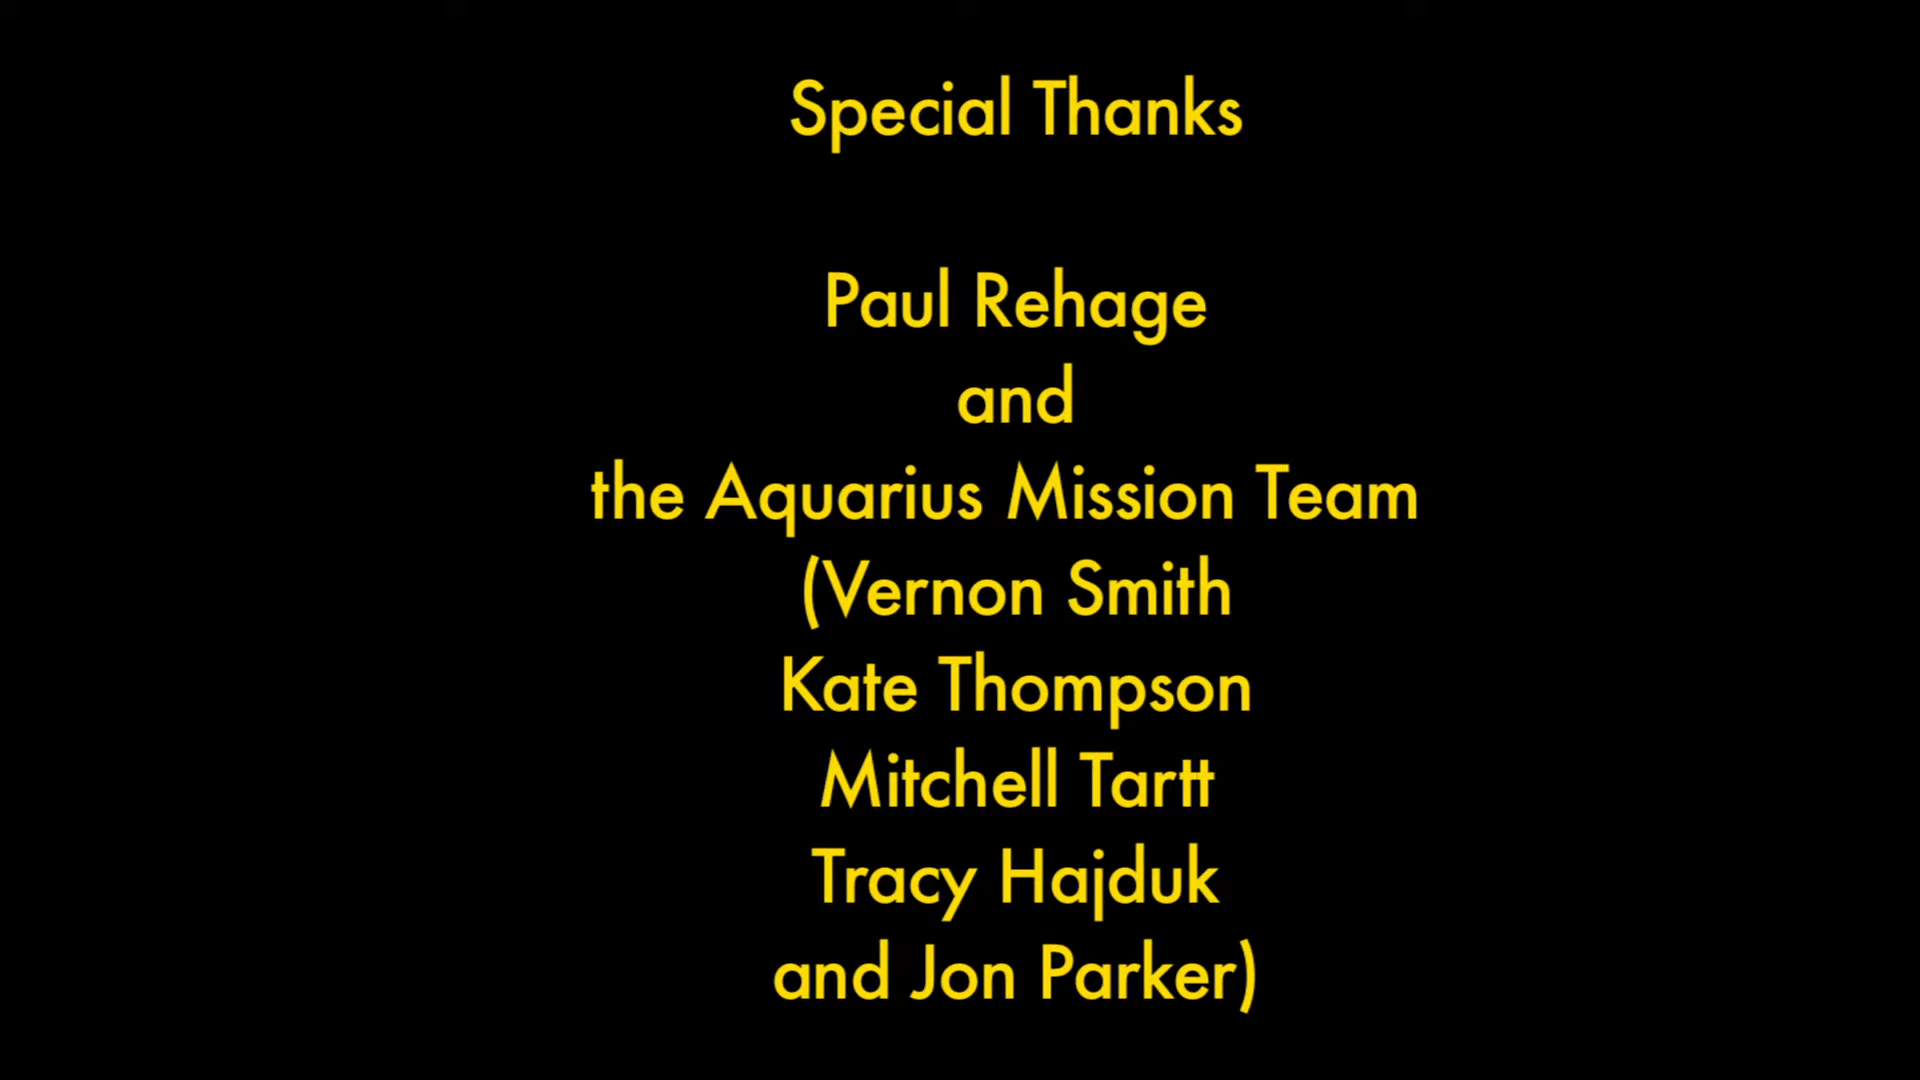 Special Thanks
Paul Rehage
and
the Aquarius Mission Team
(Vernon Smith
Kate Thompson
Mitchell Tartt
Tracy Hajduk
and Jon Parker)